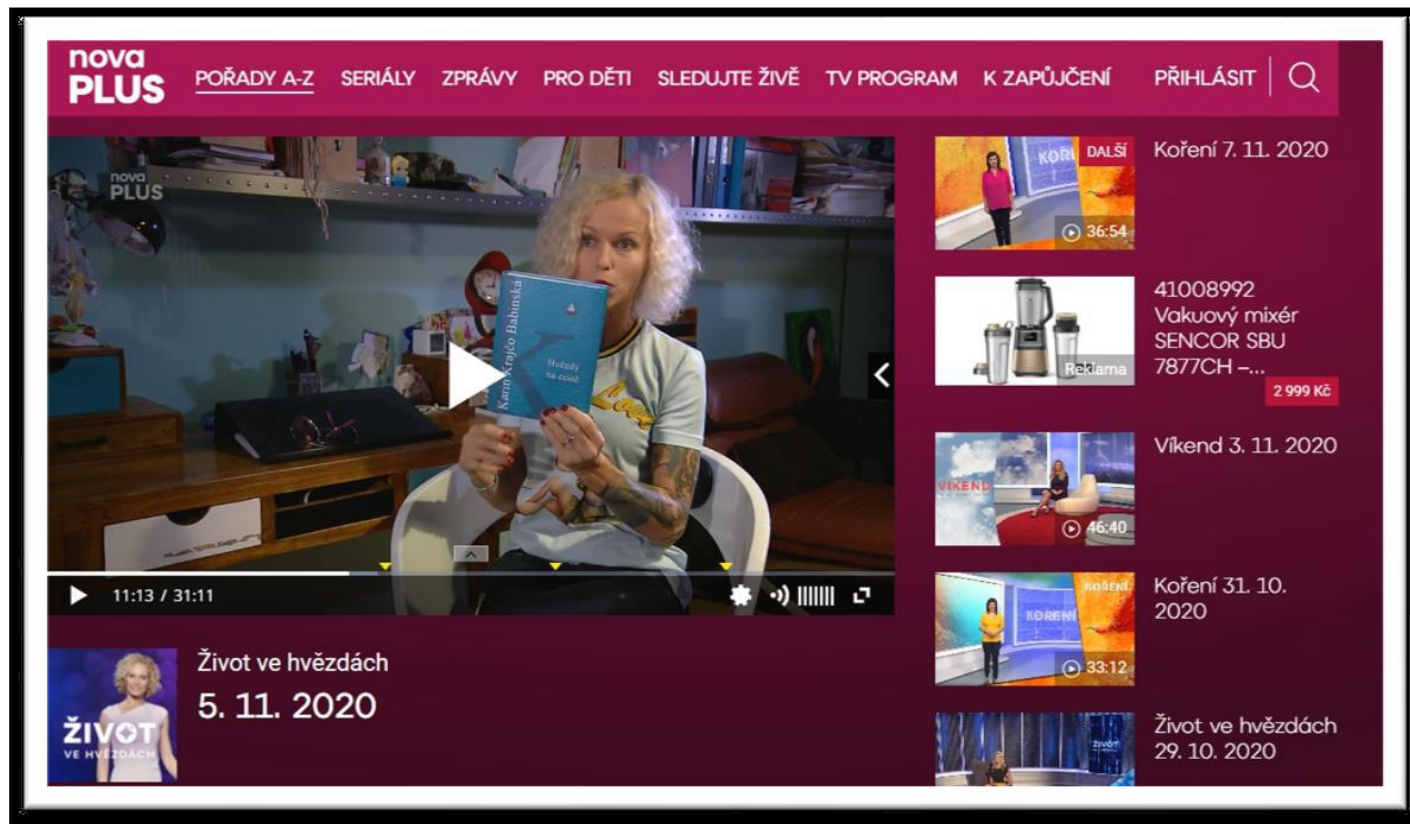 nova
PLUS
POŘADY A-Z
SERIÁLY
ZPRÁVY
PRO DĚTI
SLEDUJTE ŽIVĚ
TV PROGRAM
K ZAPŮJČENÍ
PŘIHLÁSIT
nova
PLUS
Karin Krajčo Babinská
K
Hvězdy
na cestě
11:13 / 31:11
Život ve hvězdách
5. 11. 2020
ŽIVOT
VE HVĚZDÁCH
KOŘE
DALŠÍ
36:54
Koření 7. 11. 2020
Reklama
41008992
Vakuový mixér
SENCOR SBU
7877CH –...
2 999 Kč
VÍKEND
46:40
Víkend 3. 11. 2020
KOŘENÍ
KOŘENÍ
33:12
Koření 31. 10.
2020
ŽIVOT
Život ve hvězdách
29. 10. 2020